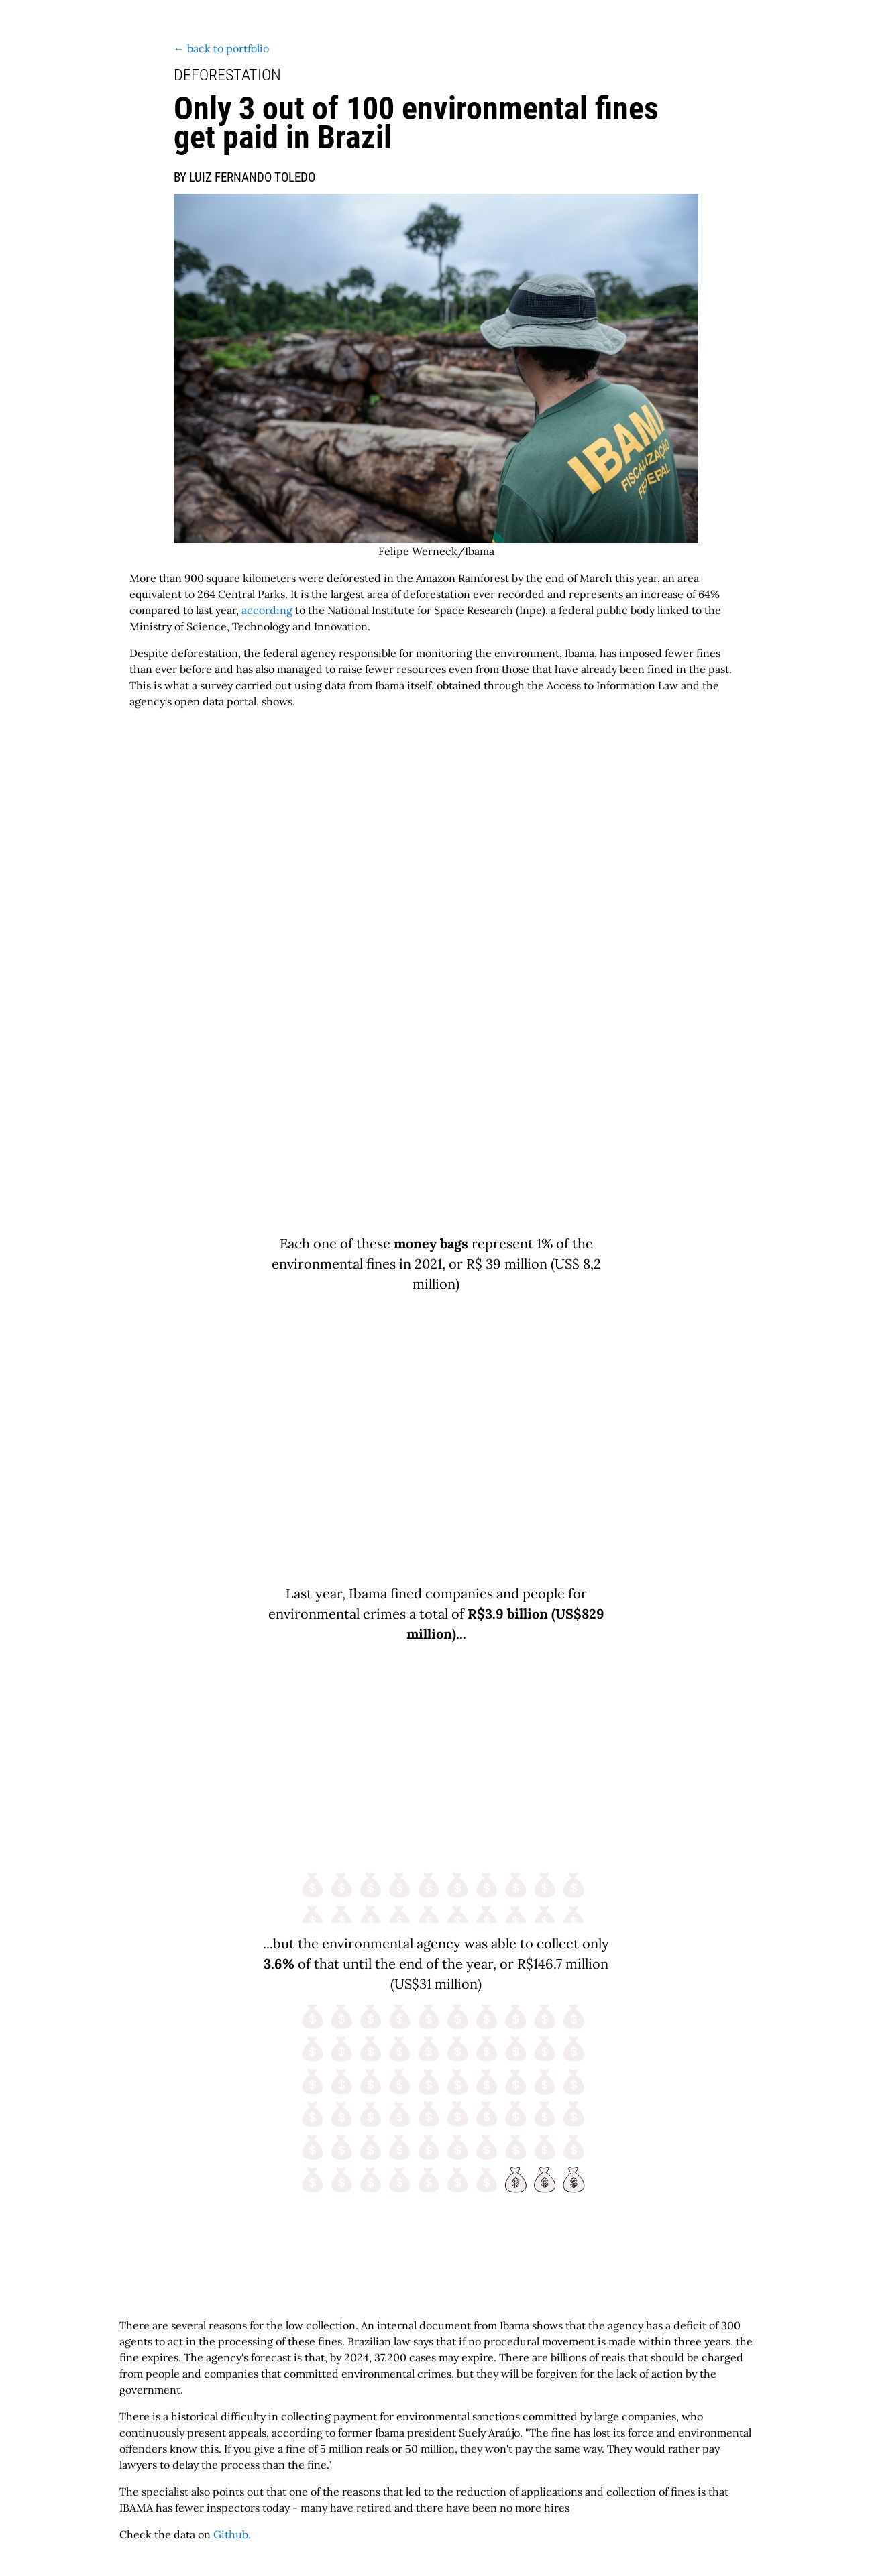 ← back to portfolio
DEFORESTATION
Only 3 out of 100 environmental fines
get paid in Brazil
BY LUIZ FERNANDO TOLEDO
IBAMA
FISCALIZAÇÃO
FEDERAL
Felipe Werneck/Ibama
More than 900 square kilometers were deforested in the Amazon Rainforest by the end of March this year, an area
equivalent to 264 Central Parks. It is the largest area of deforestation ever recorded and represents an increase of 64%
compared to last year, according to the National Institute for Space Research (Inpe), a federal public body linked to the
Ministry of Science, Technology and Innovation.
Despite deforestation, the federal agency responsible for monitoring the environment, Ibama, has imposed fewer fines
than ever before and has also managed to raise fewer resources even from those that have already been fined in the past.
This is what a survey carried out using data from Ibama itself, obtained through the Access to Information Law and the
agency's open data portal, shows.
Each one of these money bags represent 1% of the
environmental fines in 2021, or R$ 39 million (US$ 8,2
million)
Last year, Ibama fined companies and people for
environmental crimes a total of R$3.9 billion (US$829
million)...
...but the environmental agency was able to collect only
3.6% of that until the end of the year, or R$146.7 million
(US$31 million)
There are several reasons for the low collection. An internal document from Ibama shows that the agency has a deficit of 300
agents to act in the processing of these fines. Brazilian law says that if no procedural movement is made within three years, the
fine expires. The agency's forecast is that, by 2024, 37,200 cases may expire. There are billions of reais that should be charged
from people and companies that committed environmental crimes, but they will be forgiven for the lack of action by the
government.
There is a historical difficulty in collecting payment for environmental sanctions committed by large companies, who
continuously present appeals, according to former Ibama president Suely Araújo. "The fine has lost its force and environmental
offenders know this. If you give a fine of 5 million reals or 50 million, they won't pay the same way. They would rather pay
lawyers to delay the process than the fine."
The specialist also points out that one of the reasons that led to the reduction of applications and collection of fines is that
IBAMA has fewer inspectors today - many have retired and there have been no more hires
Check the data on Github.